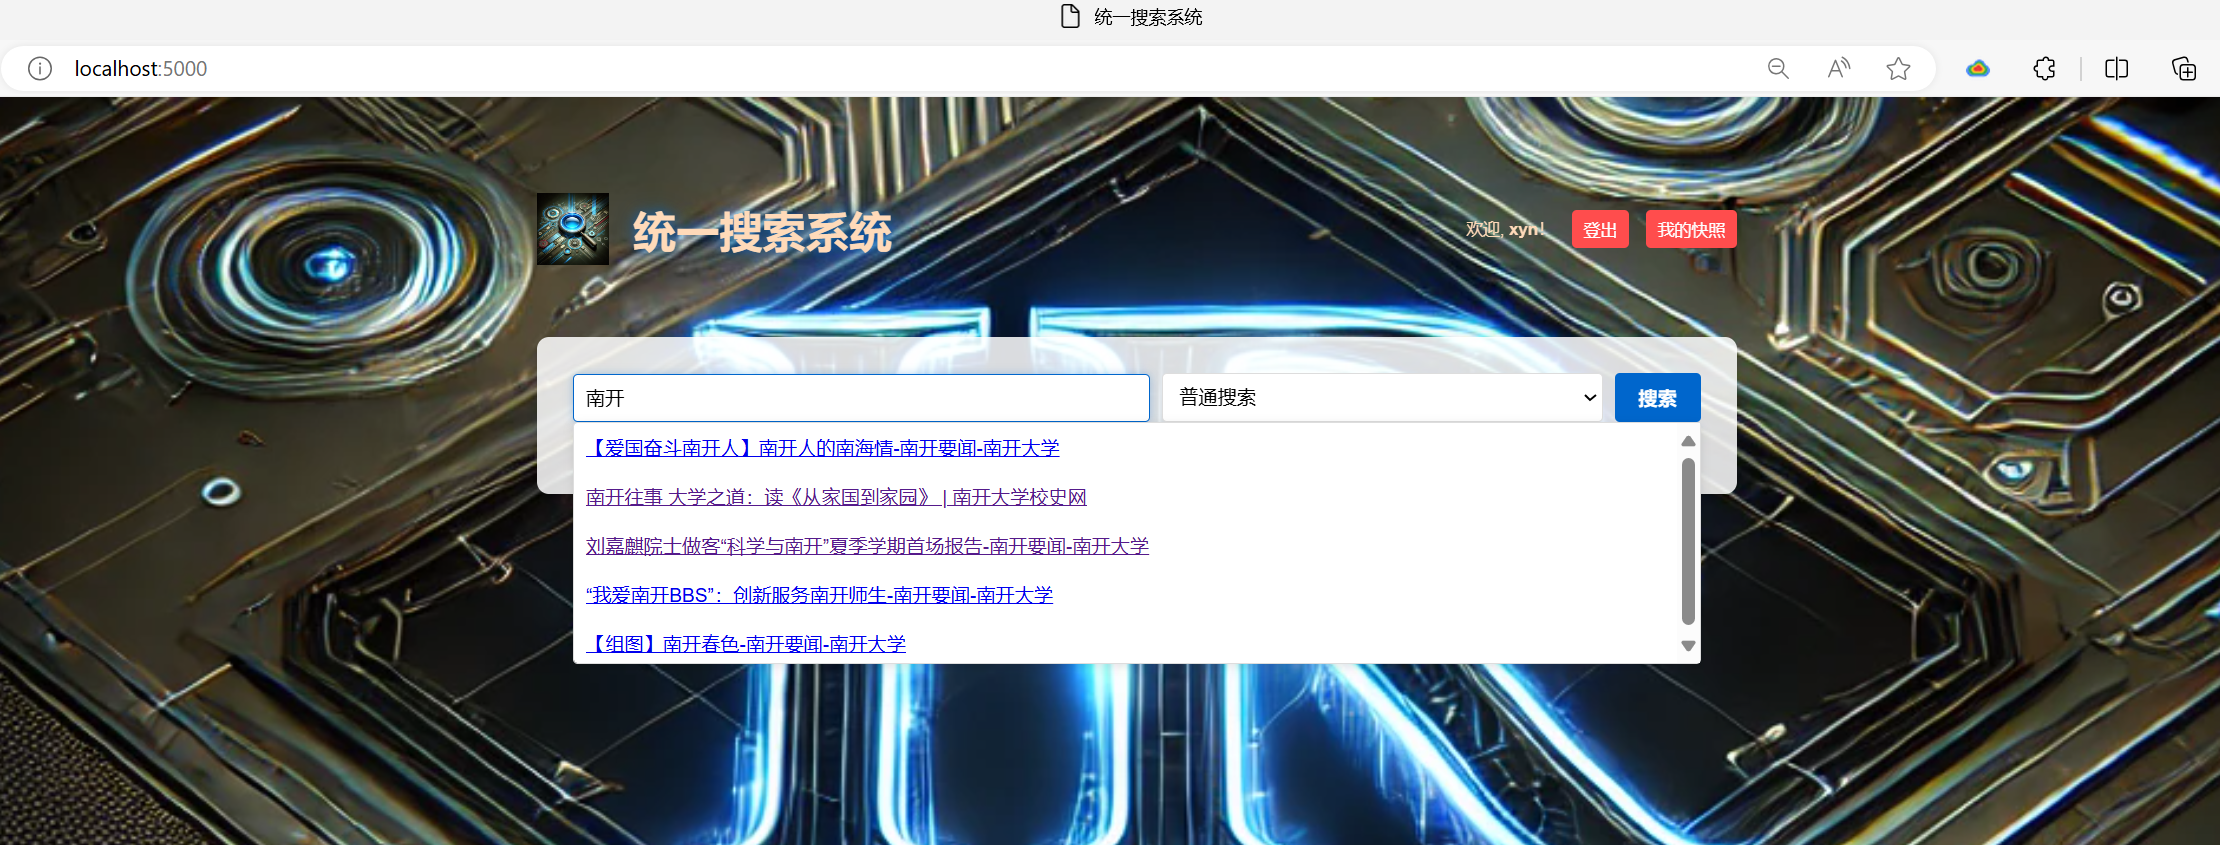 统一搜索系统
localhost:5000
统一搜索系统
欢迎, xyn!
登出
我的快照
南开
普通搜索
搜索
【爱国奋斗南开人】南开人的南海情-南开要闻-南开大学
南开往事 大学之道：读《从家国到家园》 | 南开大学校史网
刘嘉麒院士做客“科学与南开”夏季学期首场报告-南开要闻-南开大学
“我爱南开BBS”：创新服务南开师生-南开要闻-南开大学
【组图】南开春色-南开要闻-南开大学